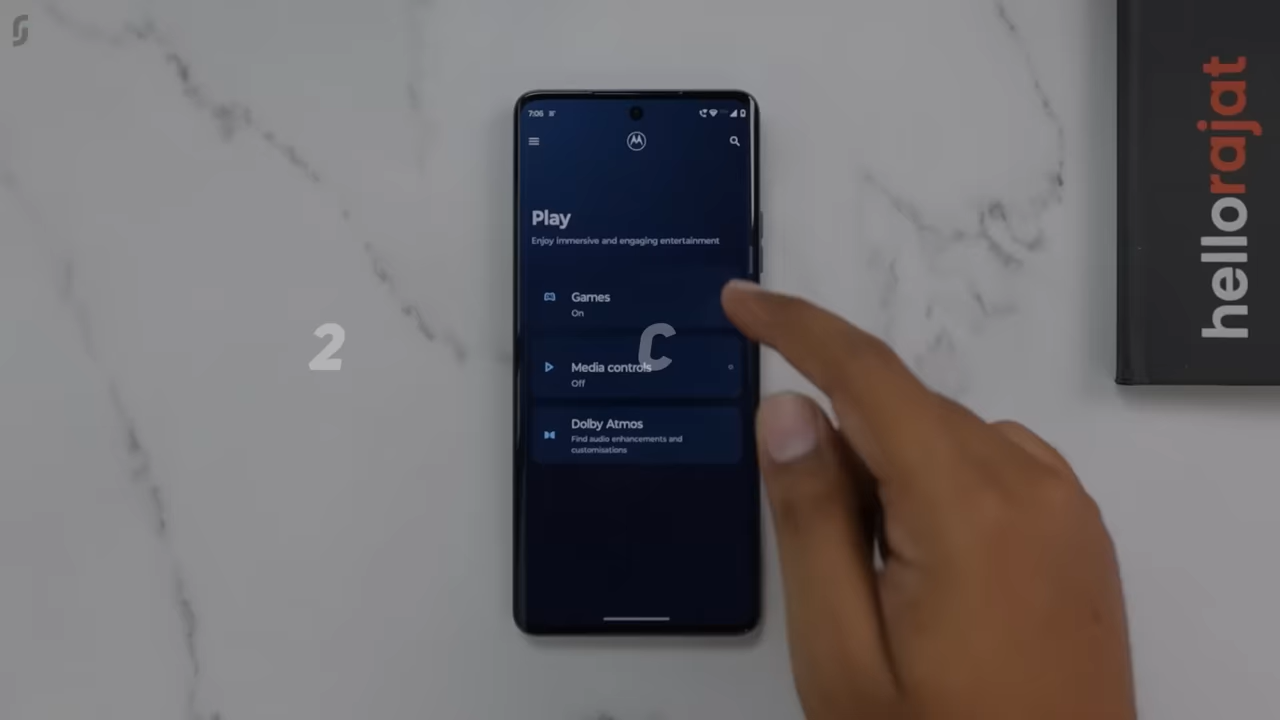 7:06
Play
Enjoy immersive and engaging entertainment
Games
On
2
C
Media controls
Off
Dolby Atmos
Find audio enhancements and
customisations
hellorajat